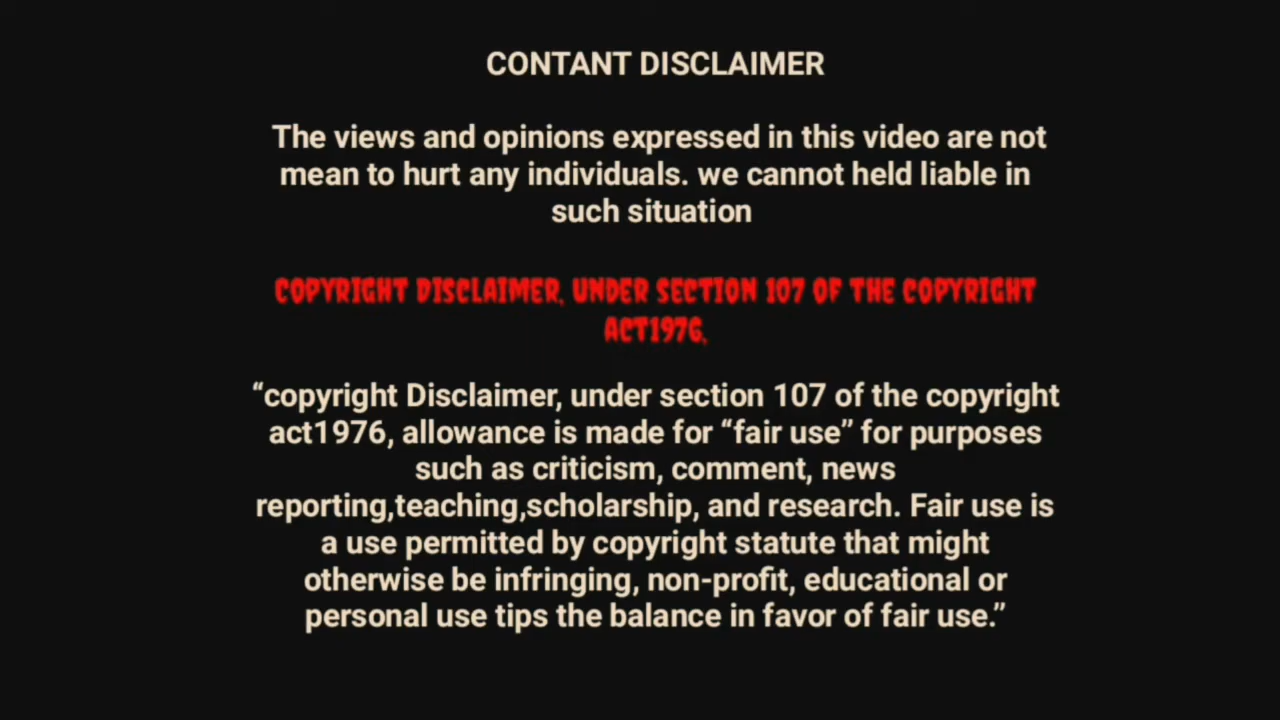 CONTANT DISCLAIMER
The views and opinions expressed in this video are not
mean to hurt any individuals. we cannot held liable in
such situation
COPYRIGHT DISCLAIMER, UNDER SECTION 107 OF THE COPYRIGHT
ACT1976,
“copyright Disclaimer, under section 107 of the copyright
act1976, allowance is made for “fair use” for purposes
such as criticism, comment, news
reporting,teaching,scholarship, and research. Fair use is
a use permitted by copyright statute that might
otherwise be infringing, non-profit, educational or
personal use tips the balance in favor of fair use.”